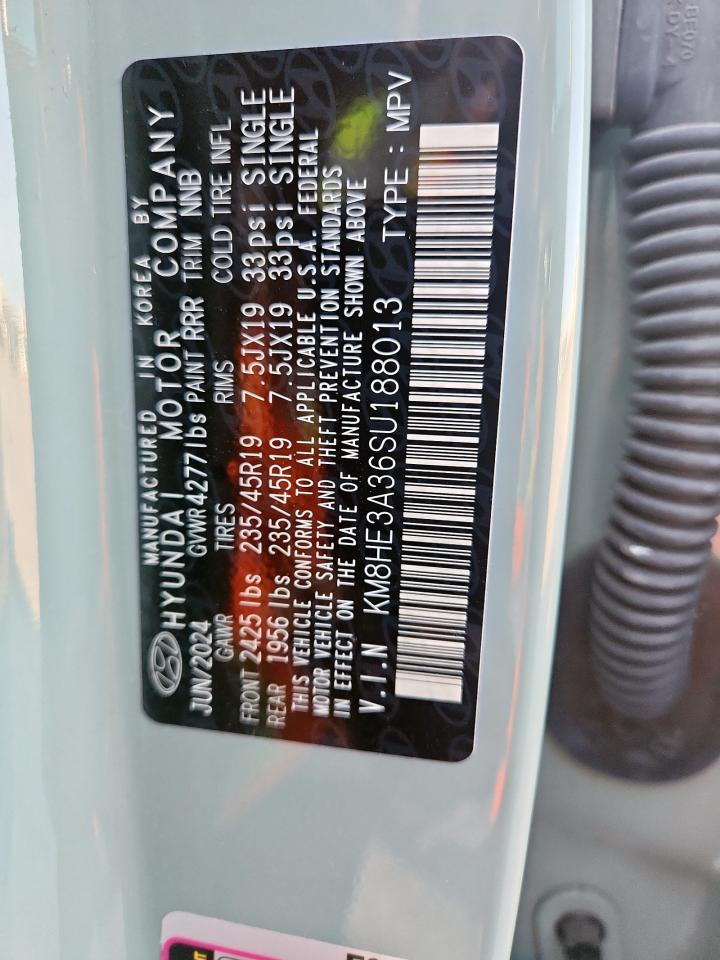 MANUFACTURED IN KOREA BY
HYUNDAI MOTOR COMPANY
JUN/2024 GVWR 4277 lbs PAINT RRR TRIM NNB
GAWR TIRES RIMS COLD TIRE INFL
FRONT 2425 lbs 235/45R19 7.5JX19 33psi SINGLE
REAR 1956 lbs 235/45R19 7.5JX19 33psi SINGLE
THIS VEHICLE CONFORMS TO ALL APPLICABLE U.S.A. FEDERAL
MOTOR VEHICLE SAFETY AND THEFT PREVENTION STANDARDS
IN EFFECT ON THE DATE OF MANUFACTURE SHOWN ABOVE
V.I.N KM8HE3A36SU188013 TYPE : MPV